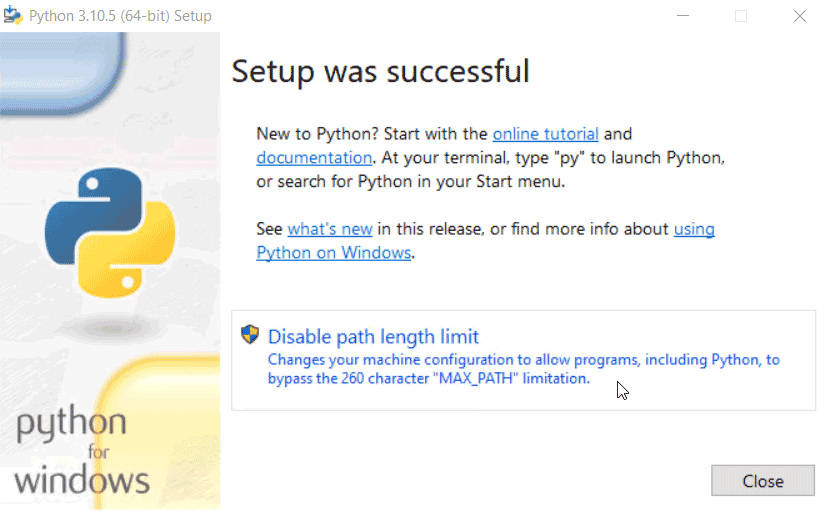 Python 3.10.5 (64-bit) Setup
Setup was successful
New to Python? Start with the online tutorial and
documentation. At your terminal, type "py" to launch Python,
or search for Python in your Start menu.
See what's new in this release, or find more info about using
Python on Windows.
Disable path length limit
Changes your machine configuration to allow programs, including Python, to
bypass the 260 character "MAX_PATH" limitation.
python
for
windows
Close